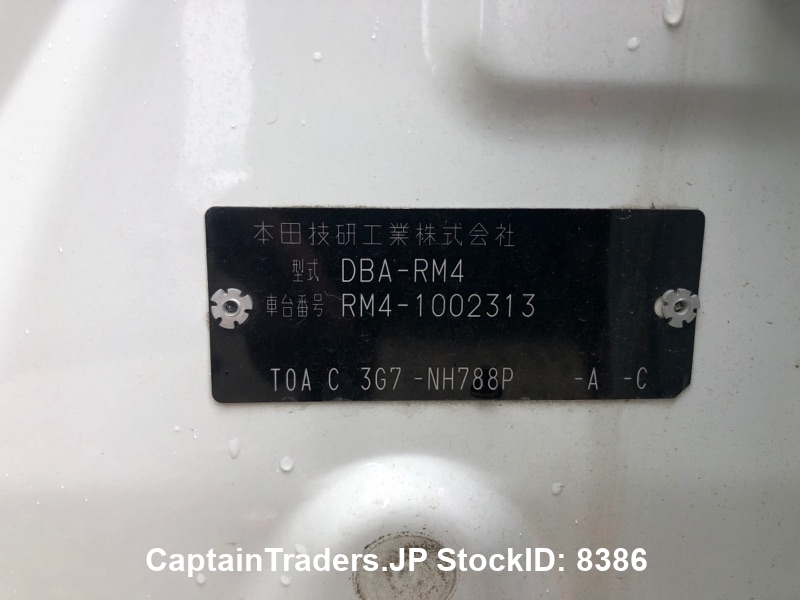 本田技研工業株式会社
型式 DBA-RM4
車台番号 RM4-1002313
T0A C 3G7 -NH788P -A -C
CaptainTraders.JP StockID: 8386